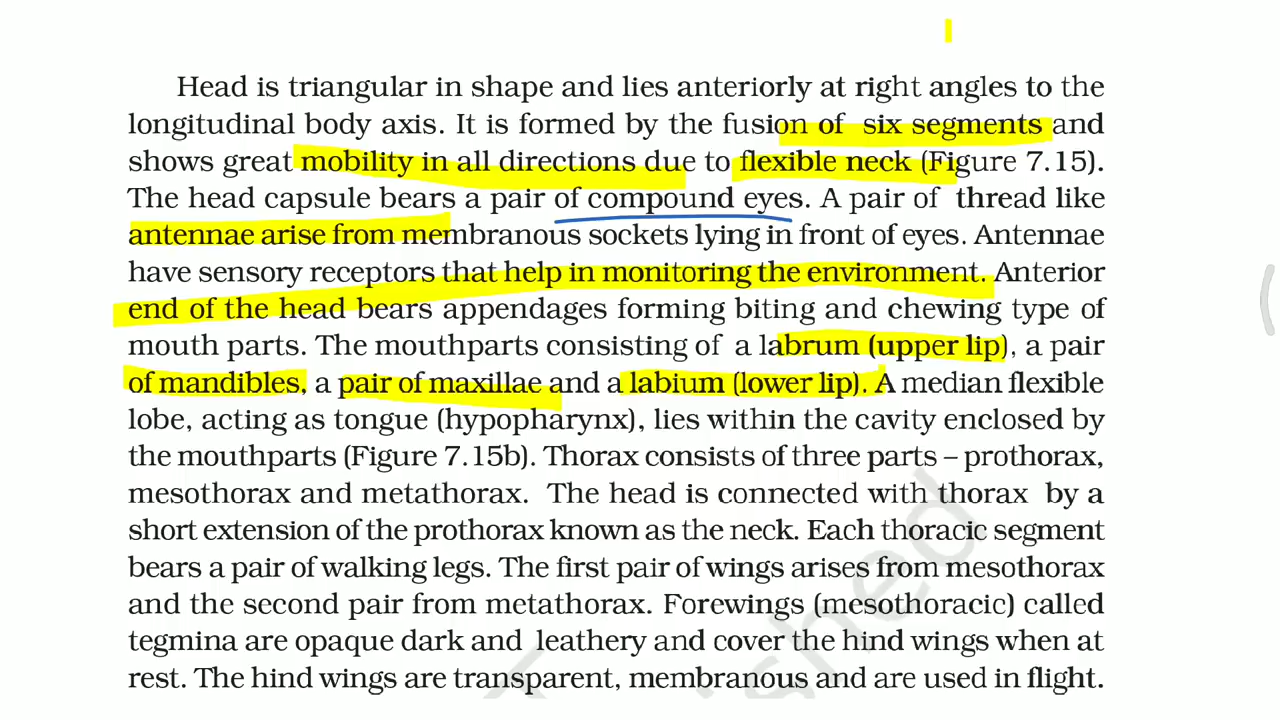 Head is triangular in shape and lies anteriorly at right angles to the
longitudinal body axis. It is formed by the fusion of six segments and
shows great mobility in all directions due to flexible neck (Figure 7.15).
The head capsule bears a pair of compound eyes. A pair of thread like
antennae arise from membranous sockets lying in front of eyes. Antennae
have sensory receptors that help in monitoring the environment. Anterior
end of the head bears appendages forming biting and chewing type of
mouth parts. The mouthparts consisting of a labrum (upper lip), a pair
of mandibles, a pair of maxillae and a labium (lower lip). A median flexible
lobe, acting as tongue (hypopharynx), lies within the cavity enclosed by
the mouthparts (Figure 7.15b). Thorax consists of three parts – prothorax,
mesothorax and metathorax. The head is connected with thorax by a
short extension of the prothorax known as the neck. Each thoracic segment
bears a pair of walking legs. The first pair of wings arises from mesothorax
and the second pair from metathorax. Forewings (mesothoracic) called
tegmina are opaque dark and leathery and cover the hind wings when at
rest. The hind wings are transparent, membranous and are used in flight.